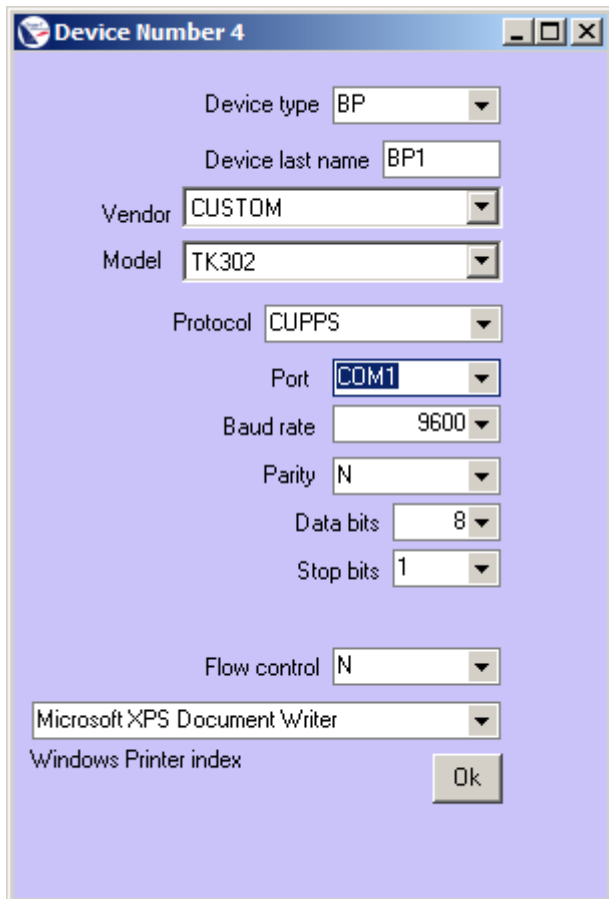 Device Number 4
Device type BP
Device last name BP1
Vendor CUSTOM
Model TK302
Protocol CUPPS
Port COM1
Baud rate 9600
Parity N
Data bits 8
Stop bits 1
Flow control N
Microsoft XPS Document Writer
Windows Printer index
Ok